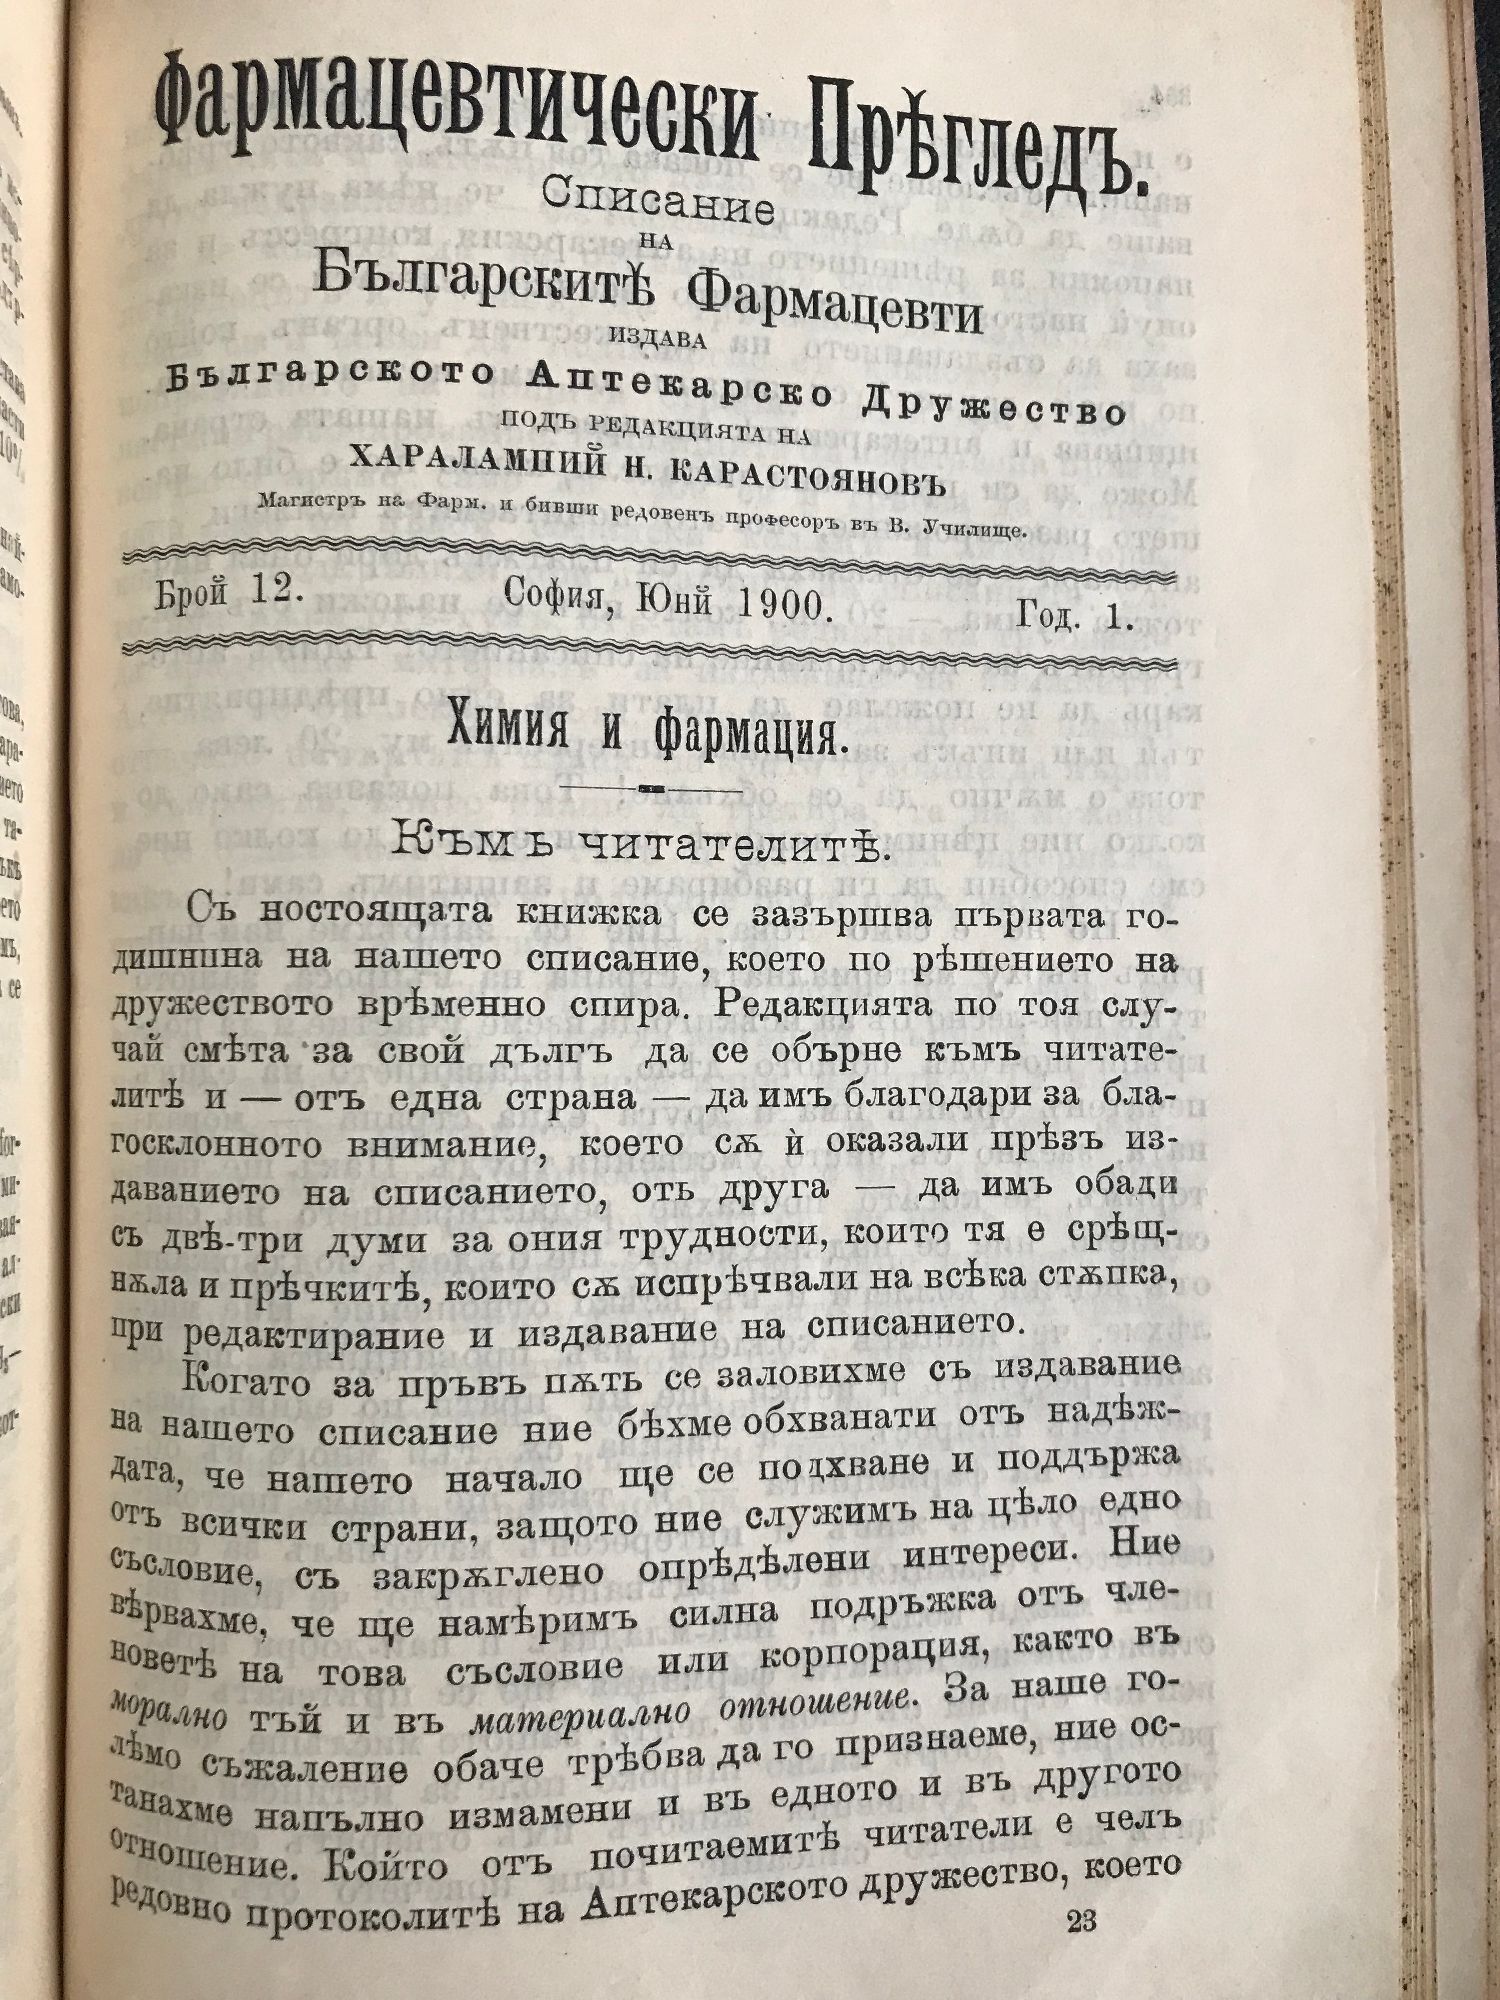 Фармацевтически Прѣгледъ.
Списание
НА
Българскитѣ Фармацевти
ИЗДАВА
Българското Аптекарско Дружество
ПОДЪ РЕДАКЦИЯТА НА
ХАРАЛАМПИЙ Н. КАРАСТОЯНОВЪ
Магистръ на Фарм. и бивши редовенъ професоръ въ В. Училище.
Брой 12. София, Юнй 1900. Год. 1.
Химия и фармация.
Къмъ читателитѣ.
Съ ностоящата книжка се зазършва първата го-
дишнина на нашето списание, което по рѣшението на
дружеството врѣменно спира. Редакцията по тоя слу-
чай смѣта за свой дългъ да се обърне къмъ читате-
литѣ и — отъ една страна — да имъ благодари за бла-
госклонното внимание, което сѫ ѝ оказали прѣзъ из-
даванието на списанието, оть друга — да имъ обади
съ двѣ-три думи за ония трудности, които тя е срѣщ-
нѫла и прѣчкитѣ, които сѫ испрѣчвали на всѣка стѫпка,
при редактирание и издавание на списанието.
Когато за пръвъ пѫть се заловихме съ издавание
на нашето списание ние бѣхме обхванати отъ надѣж-
дата, че нашето начало ще се подхване и поддържа
отъ всички страни, защото ние служимъ на цѣло едно
съсловие, съ закрѫглено опрѣдѣлени интереси. Ние
вѣрвахме, че ще намѣримъ силна подръжка отъ чле-
новетѣ на това съсловие или корпорация, както въ
морално тъй и въ материално отношение. За наше го-
лѣмо съжаление обаче трѣбва да го признаеме, ние ос-
танахме напълно измамени и въ едното и въ другото
отношение. Който отъ почитаемитѣ читатели е челъ
редовно протоколитѣ на Аптекарското дружество, което
23